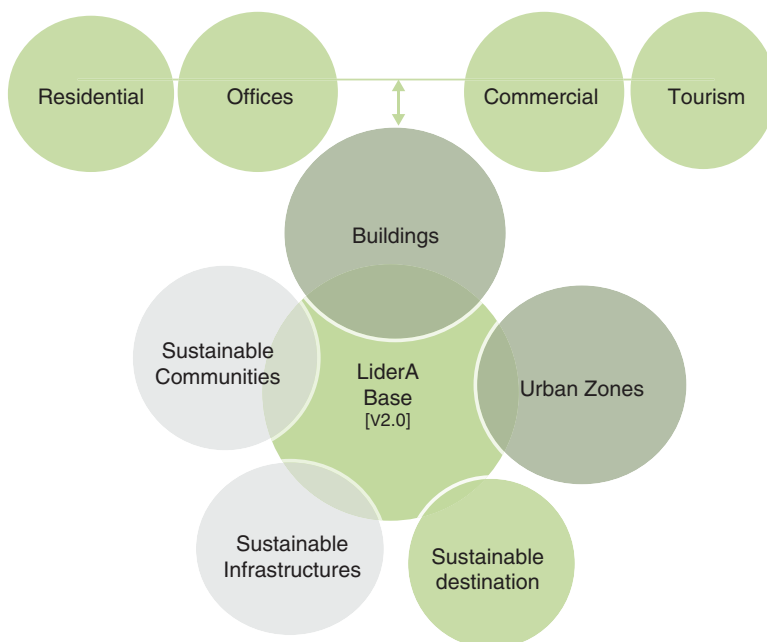 Residential
Offices
Commercial
Tourism
Buildings
Sustainable
Communities
LiderA
Base
[V2.0]
Urban Zones
Sustainable
Infrastructures
Sustainable
destination